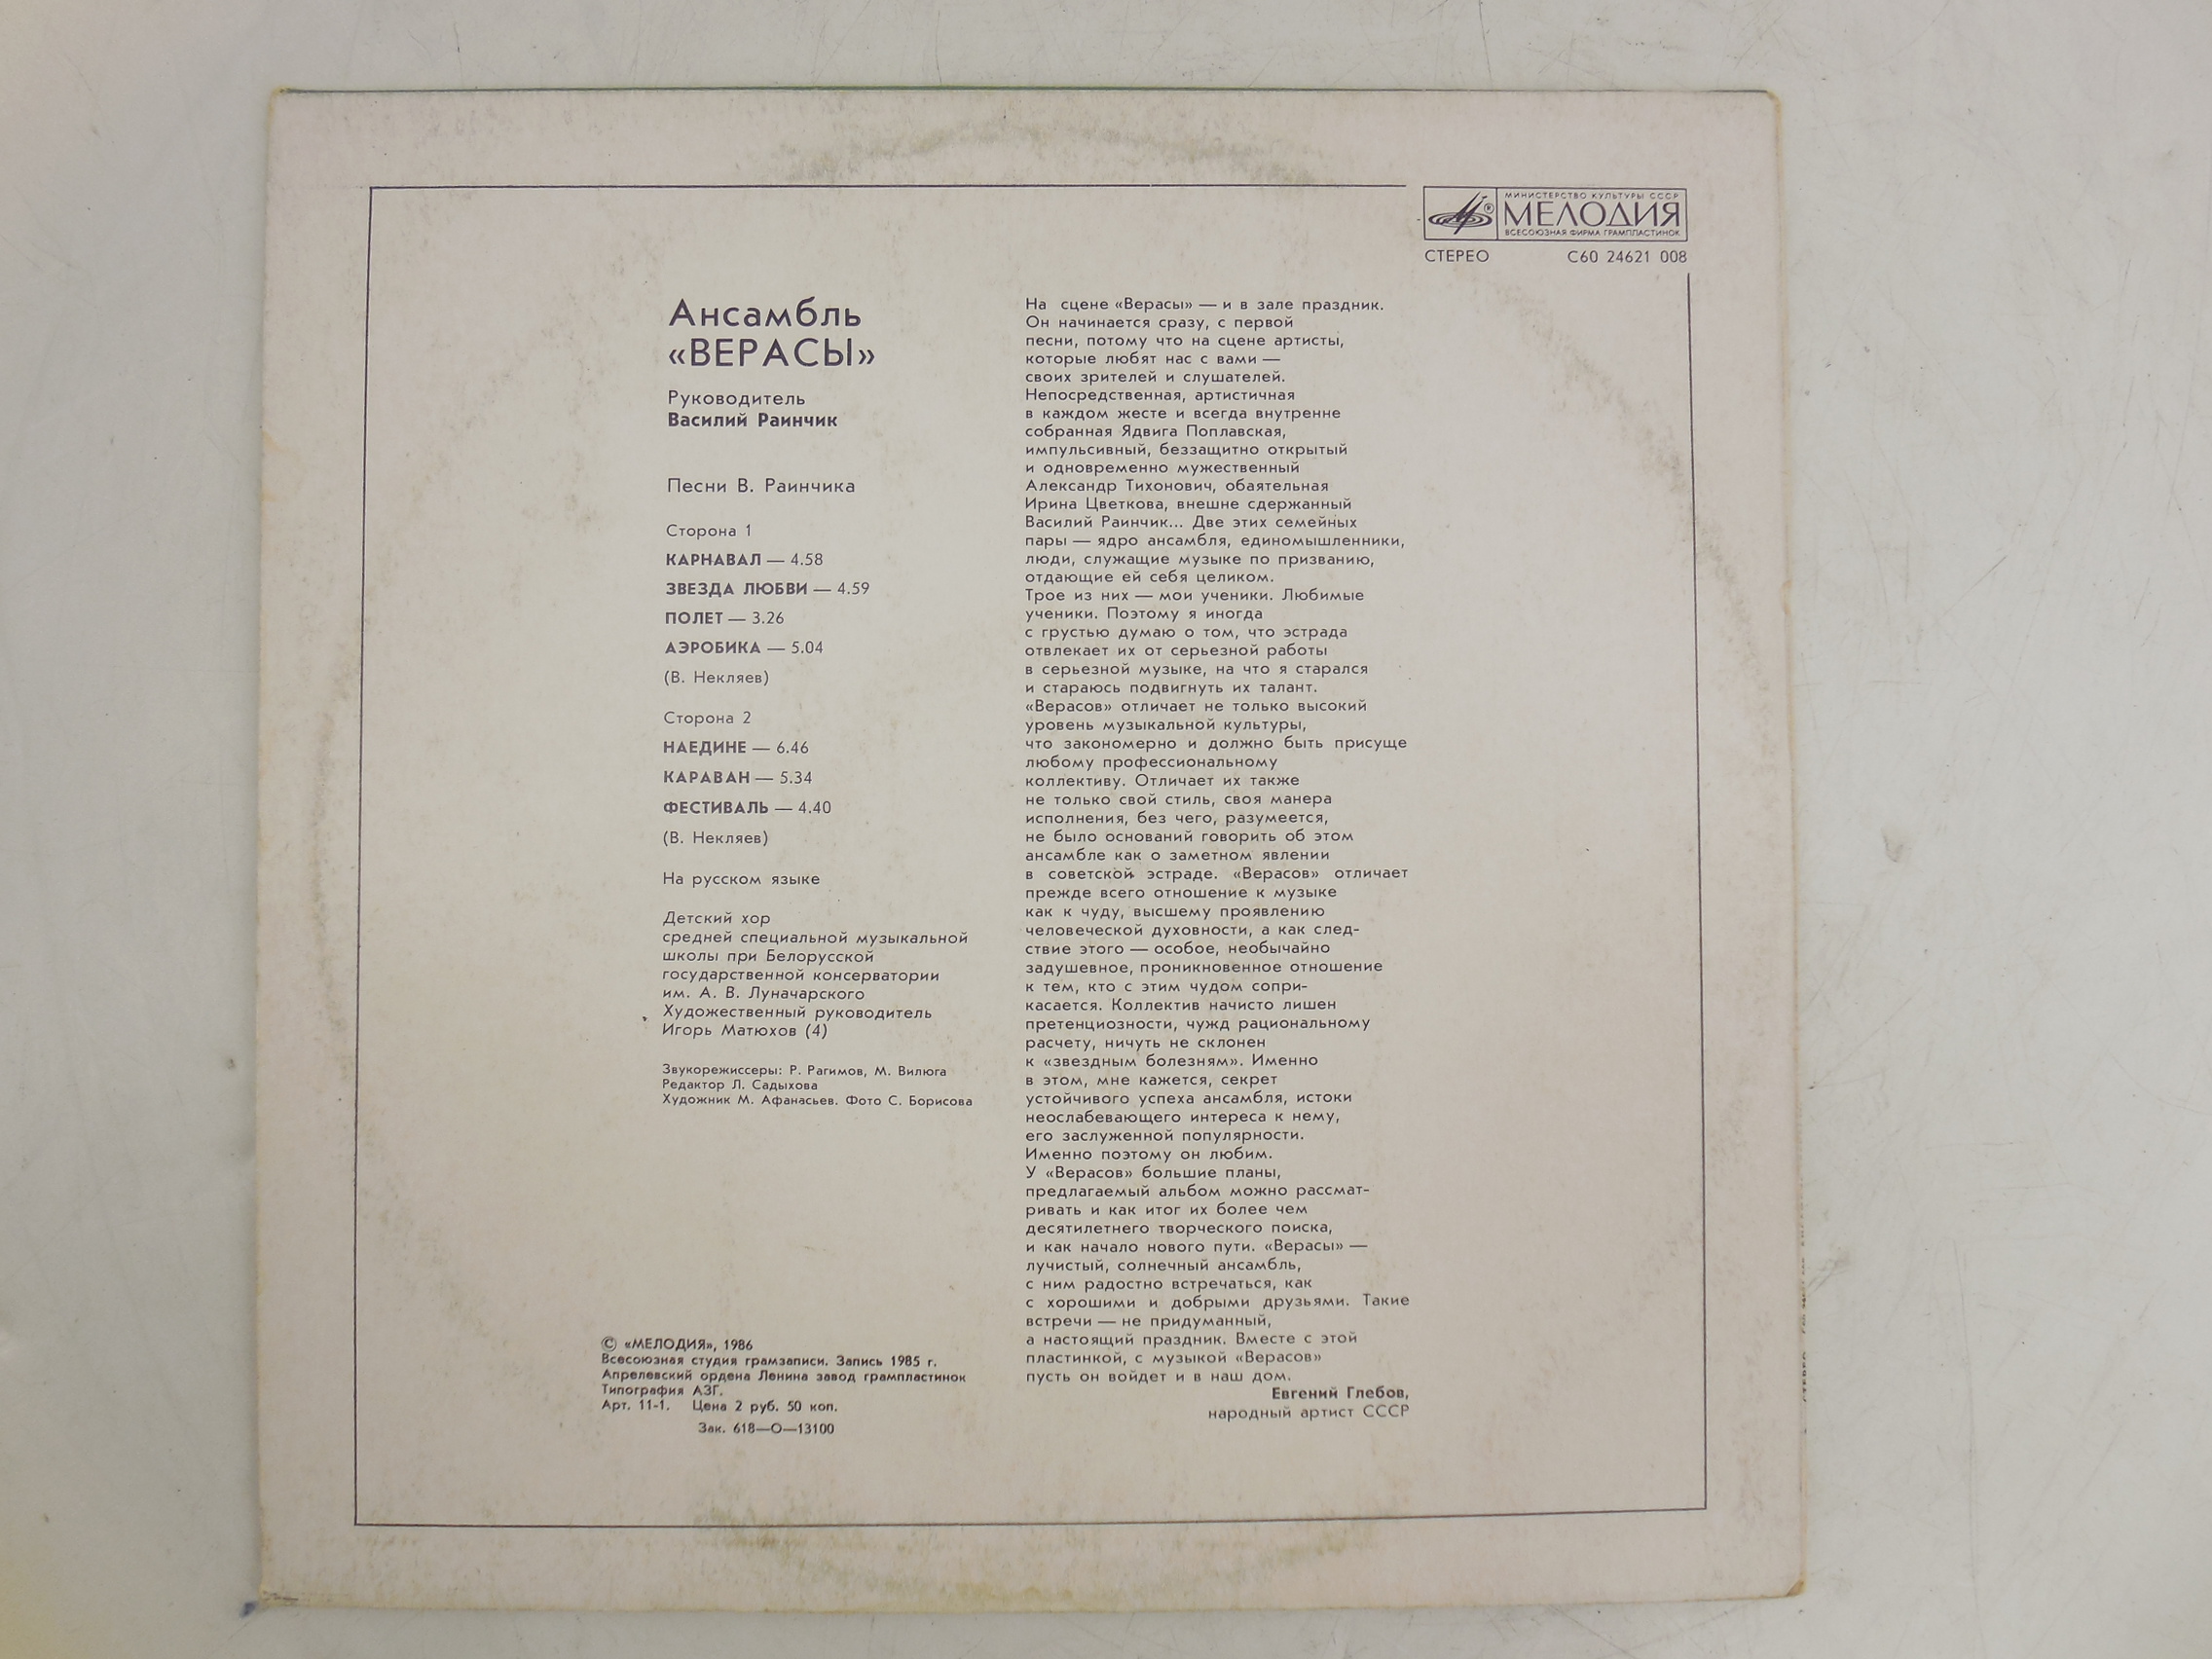 МИНИСТЕРСТВО КУЛЬТУРЫ СССР
МЕЛОДИЯ
ВСЕСОЮЗНАЯ ФИРМА ГРАМПЛАСТИНОК
СТЕРЕО С60 24621 008
Ансамбль
«ВЕРАСЫ»
Руководитель
Василий Раинчик
Песни В. Раинчика
Сторона 1
КАРНАВАЛ — 4.58
ЗВЕЗДА ЛЮБВИ — 4.59
ПОЛЕТ — 3.26
АЭРОБИКА — 5.04
(В. Некляев)
Сторона 2
НАЕДИНЕ — 6.46
КАРАВАН — 5.34
ФЕСТИВАЛЬ — 4.40
(В. Некляев)
На русском языке
Детский хор
средней специальной музыкальной
школы при Белорусской
государственной консерватории
им. А. В. Луначарского
Художественный руководитель
Игорь Матюхов (4)
Звукорежиссеры: Р. Рагимов, М. Вилюга
Редактор Л. Садыхова
Художник М. Афанасьев. Фото С. Борисова
© «МЕЛОДИЯ», 1986
Всесоюзная студия грамзаписи. Запись 1985 г.
Апрелевский ордена Ленина завод грампластинок
Типография АЗГ.
Арт. 11-1. Цена 2 руб. 50 коп.
Зак. 618—О—13100
На сцене «Верасы» — и в зале праздник.
Он начинается сразу, с первой
песни, потому что на сцене артисты,
которые любят нас с вами —
своих зрителей и слушателей.
Непосредственная, артистичная
в каждом жесте и всегда внутренне
собранная Ядвига Поплавская,
импульсивный, беззащитно открытый
и одновременно мужественный
Александр Тихонович, обаятельная
Ирина Цветкова, внешне сдержанный
Василий Раинчик... Две этих семейных
пары — ядро ансамбля, единомышленники,
люди, служащие музыке по призванию,
отдающие ей себя целиком.
Трое из них — мои ученики. Любимые
ученики. Поэтому я иногда
с грустью думаю о том, что эстрада
отвлекает их от серьезной работы
в серьезной музыке, на что я старался
и стараюсь подвигнуть их талант.
«Верасов» отличает не только высокий
уровень музыкальной культуры,
что закономерно и должно быть присуще
любому профессиональному
коллективу. Отличает их также
не только свой стиль, своя манера
исполнения, без чего, разумеется,
не было оснований говорить об этом
ансамбле как о заметном явлении
в советской эстраде. «Верасов» отличает
прежде всего отношение к музыке
как к чуду, высшему проявлению
человеческой духовности, а как след-
ствие этого — особое, необычайно
задушевное, проникновенное отношение
к тем, кто с этим чудом сопри-
касается. Коллектив начисто лишен
претенциозности, чужд рациональному
расчету, ничуть не склонен
к «звездным болезням». Именно
в этом, мне кажется, секрет
устойчивого успеха ансамбля, истоки
неослабевающего интереса к нему,
его заслуженной популярности.
Именно поэтому он любим.
У «Верасов» большие планы,
предлагаемый альбом можно рассмат-
ривать и как итог их более чем
десятилетнего творческого поиска,
и как начало нового пути. «Верасы» —
лучистый, солнечный ансамбль,
с ним радостно встречаться, как
с хорошими и добрыми друзьями. Такие
встречи — не придуманный,
а настоящий праздник. Вместе с этой
пластинкой, с музыкой «Верасов»
пусть он войдет и в наш дом.
Евгений Глебов,
народный артист СССР